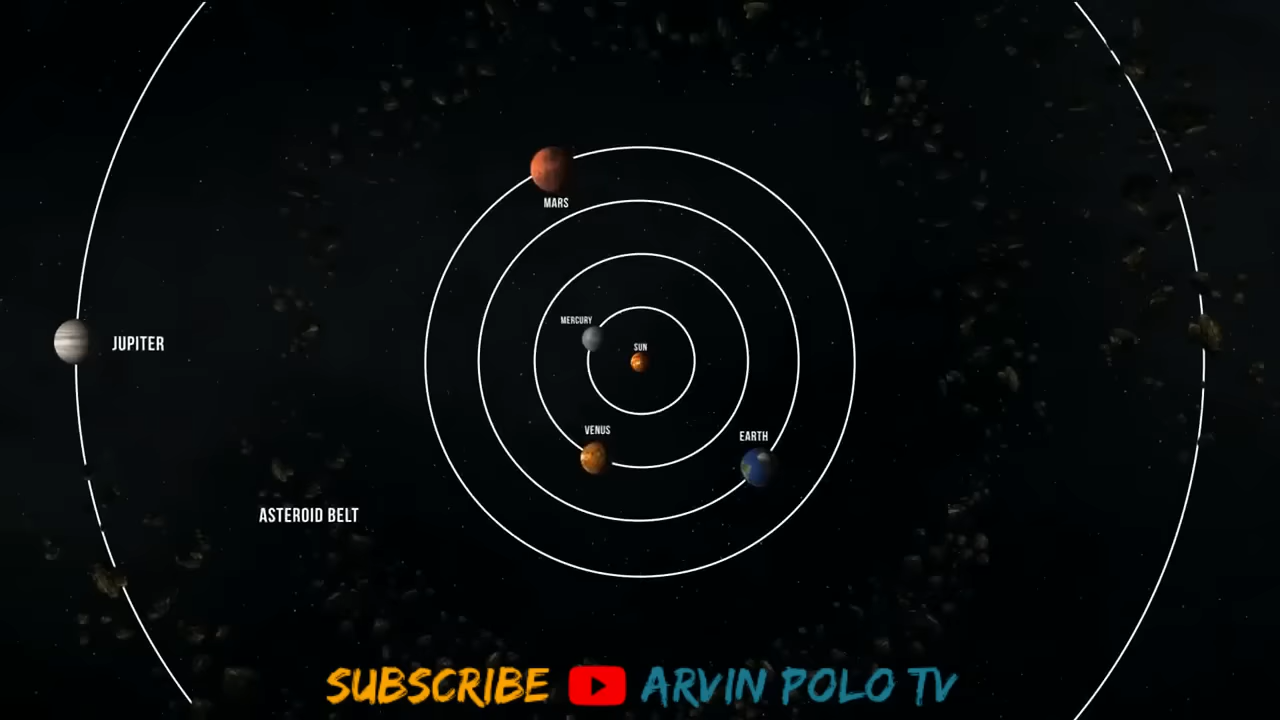 MARS
MERCURY
SUN
JUPITER
VENUS
EARTH
ASTEROID BELT
SUBSCRIBE ARVIN POLO TV